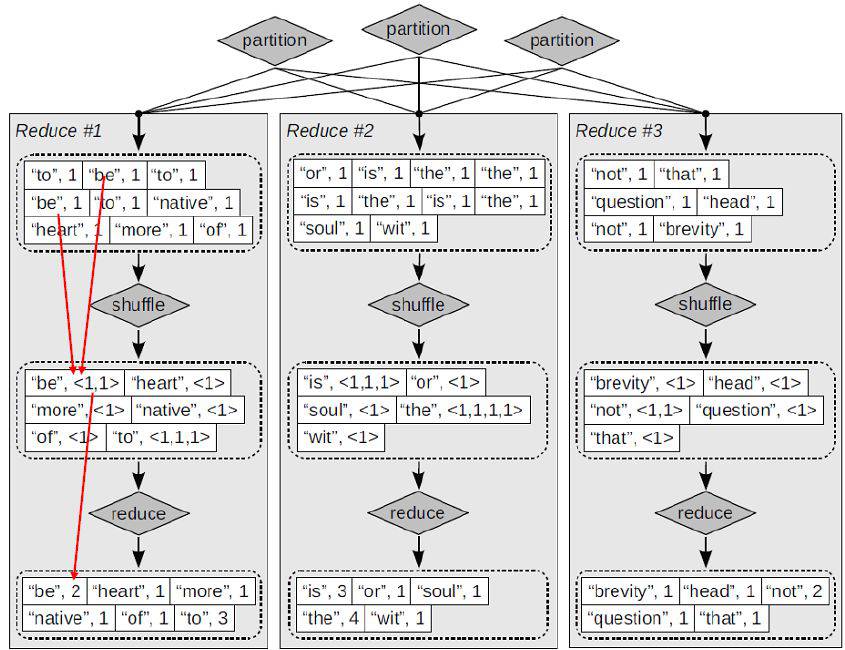 partition partition partition
Reduce #1
“to”, 1 “be”, 1 “to”, 1
“be”, 1 “to”, 1 “native”, 1
“heart”, 1 “more”, 1 “of”, 1
shuffle
“be”, <1,1> “heart”, <1>
“more”, <1> “native”, <1>
“of”, <1> “to”, <1,1,1>
reduce
“be”, 2 “heart”, 1 “more”, 1
“native”, 1 “of”, 1 “to”, 3
Reduce #2
“or”, 1 “is”, 1 “the”, 1 “the”, 1
“is”, 1 “the”, 1 “is”, 1 “the”, 1
“soul”, 1 “wit”, 1
shuffle
“is”, <1,1,1> “or”, <1>
“soul”, <1> “the”, <1,1,1,1>
“wit”, <1>
reduce
“is”, 3 “or”, 1 “soul”, 1
“the”, 4 “wit”, 1
Reduce #3
“not”, 1 “that”, 1
“question”, 1 “head”, 1
“not”, 1 “brevity”, 1
shuffle
“brevity”, <1> “head”, <1>
“not”, <1,1> “question”, <1>
“that”, <1>
reduce
“brevity”, 1 “head”, 1 “not”, 2
“question”, 1 “that”, 1